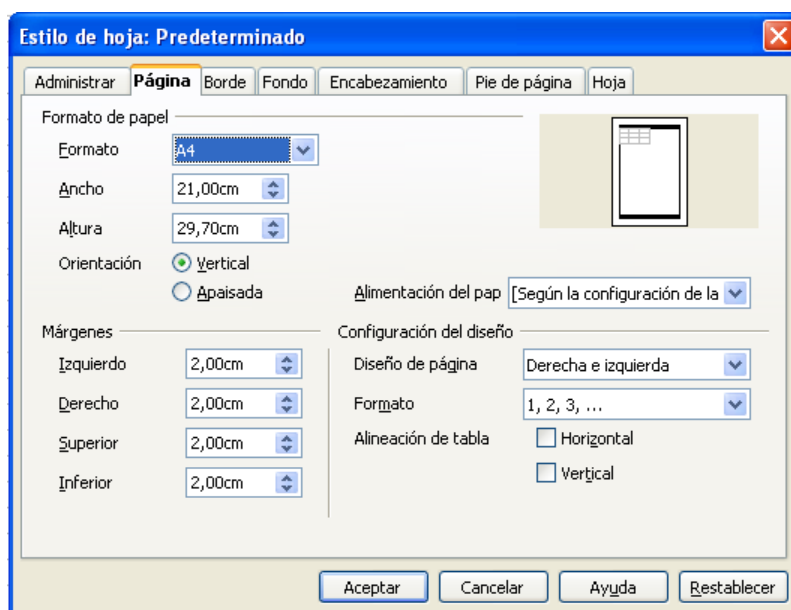 Estilo de hoja: Predeterminado
Administrar Página Borde Fondo Encabezamiento Pie de página Hoja
Formato de papel
Formato A4
Ancho 21,00cm
Altura 29,70cm
Orientación Vertical
Apaisada Alimentación del pap [Según la configuración de la
Márgenes Configuración del diseño
Izquierdo 2,00cm Diseño de página Derecha e izquierda
Derecho 2,00cm Formato 1, 2, 3, ...
Superior 2,00cm Alineación de tabla Horizontal
Inferior 2,00cm Vertical
Aceptar Cancelar Ayuda Restablecer